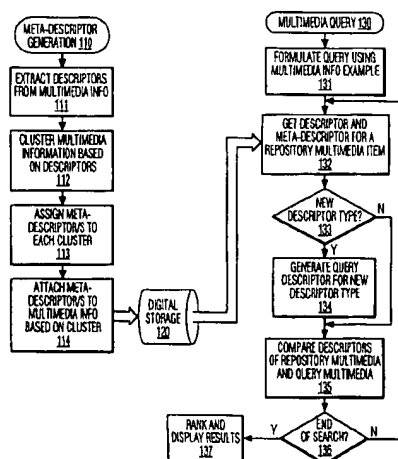 META-DESCRIPTOR
GENERATION 110
EXTRACT DESCRIPTORS
FROM MULTIMEDIA INFO
111
CLUSTER MULTIMEDIA
INFORMATION BASED
ON DESCRIPTORS
112
ASSIGN META-
DESCRIPTOR/S TO
EACH CLUSTER
113
ATTACH META-
DESCRIPTOR/S TO
MULTIMEDIA INFO
BASED ON CLUSTER
114
DIGITAL
STORAGE
120
MULTIMEDIA QUERY 130
FORMULATE QUERY USING
MULTIMEDIA INFO EXAMPLE
131
GET DESCRIPTOR AND
META-DESCRIPTOR FOR A
REPOSITORY MULTIMEDIA ITEM
132
NEW
DESCRIPTOR TYPE?
133
N
Y
GENERATE QUERY
DESCRIPTOR FOR NEW
DESCRIPTOR TYPE
134
COMPARE DESCRIPTORS
OF REPOSITORY MULTIMEDIA
AND QUERY MULTIMEDIA
135
END
OF SEARCH?
136
Y
N
RANK AND
DISPLAY RESULTS
137